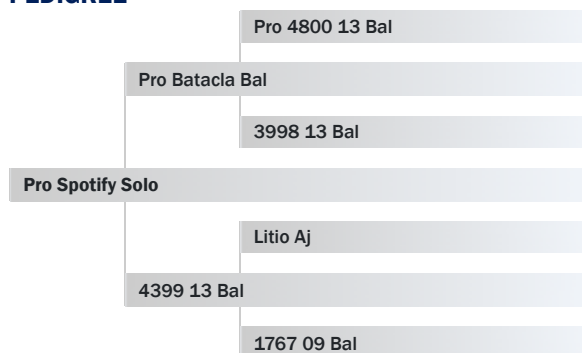 PEDIGREE
Pro 4800 13 Bal
Pro Batacla Bal
3998 13 Bal
Pro Spotify Solo
Litio Aj
4399 13 Bal
1767 09 Bal